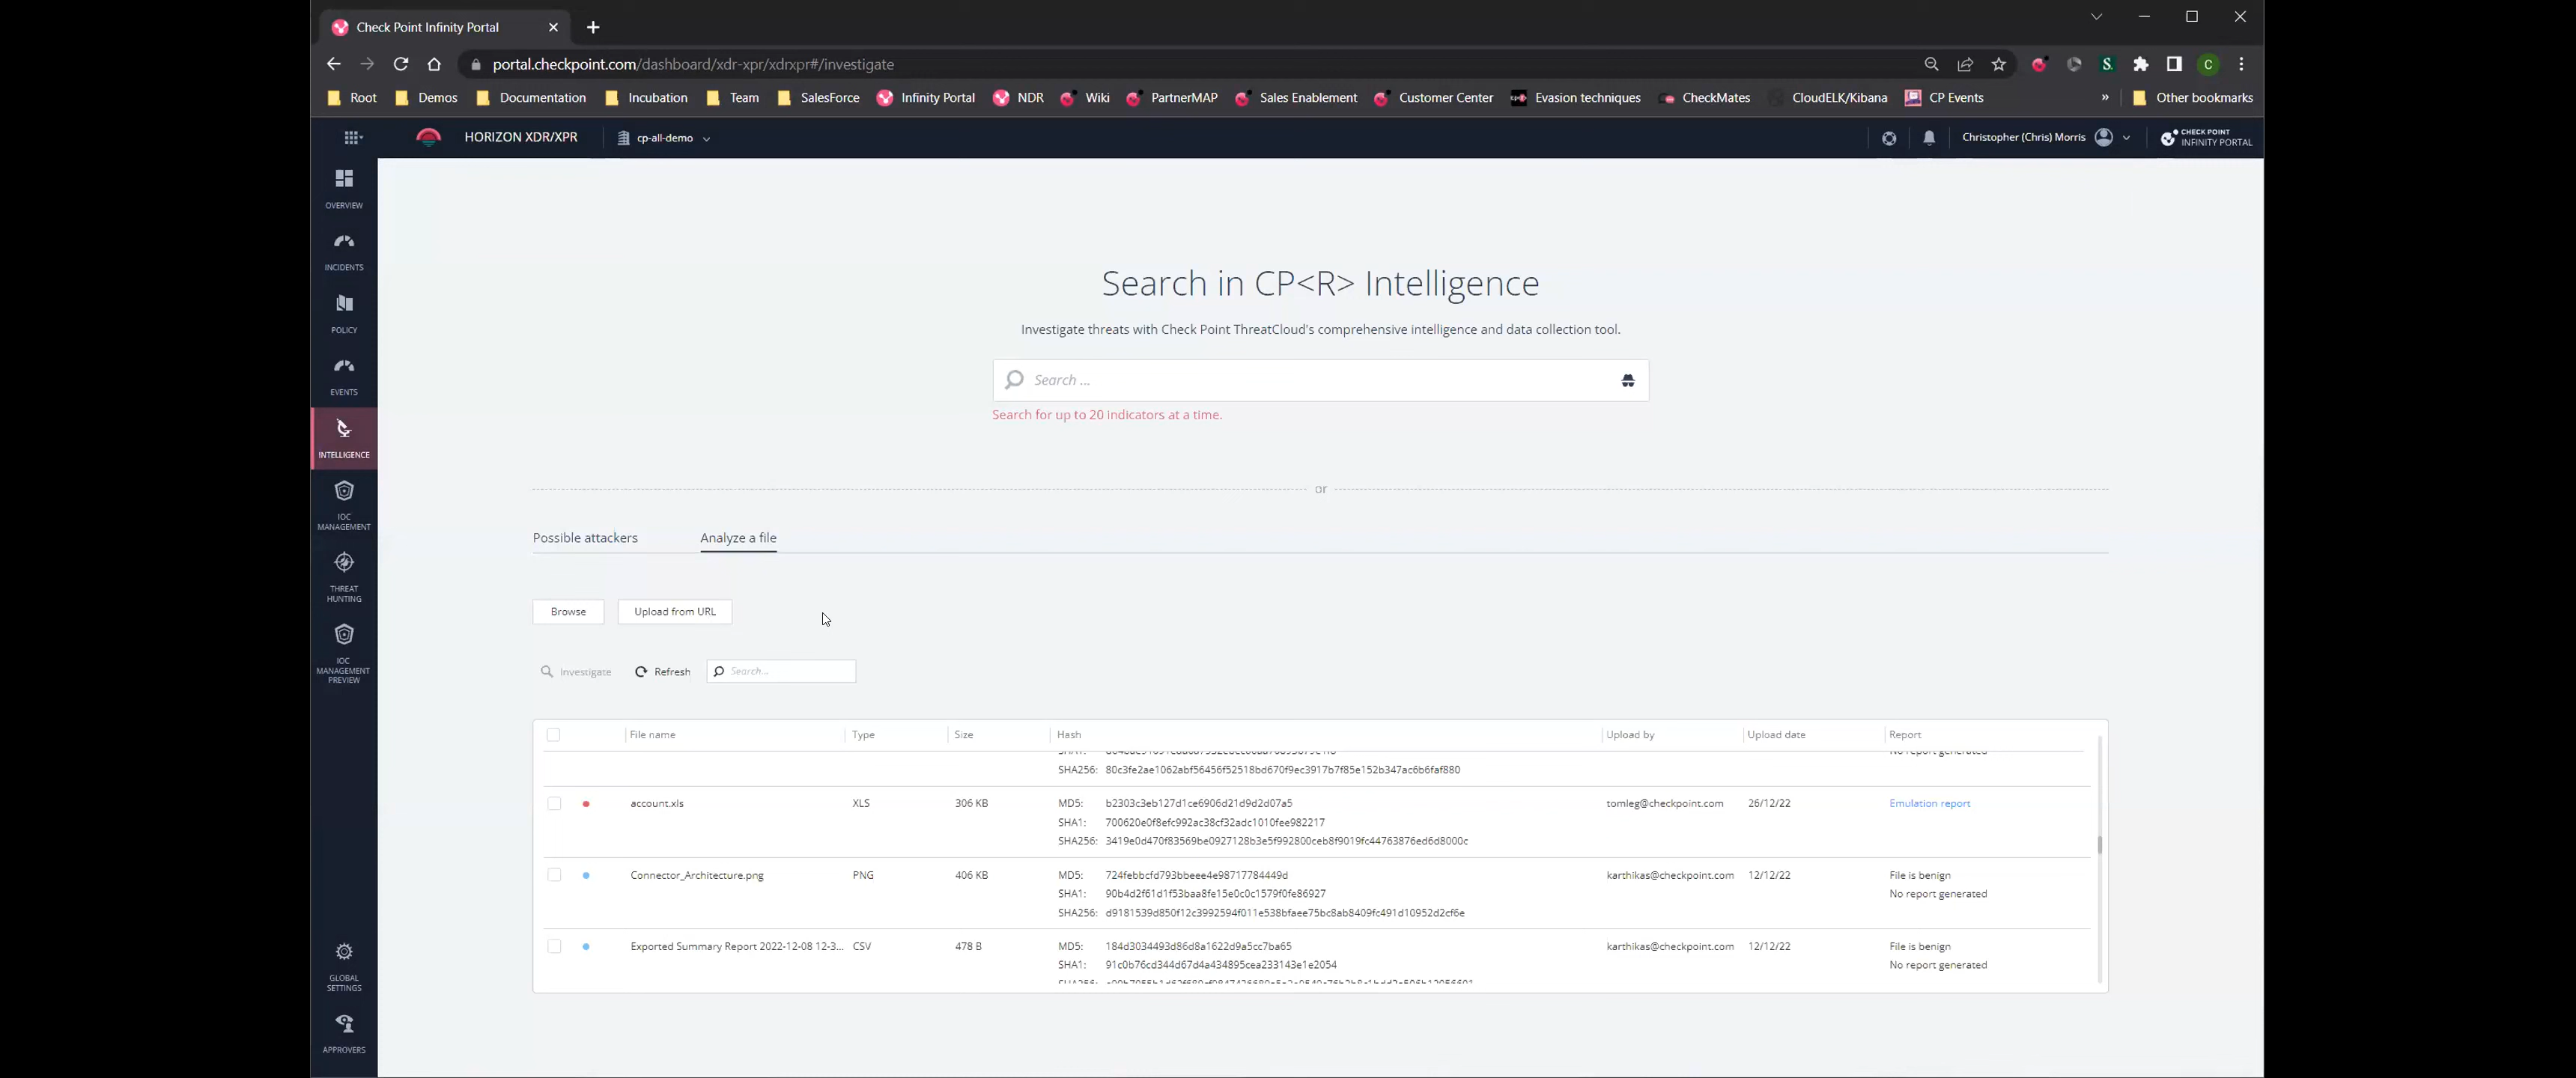 Check Point Infinity Portal
portal.checkpoint.com/dashboard/xdr-xpr/xdrxpr#/investigate
Root Demos Documentation Incubation Team SalesForce Infinity Portal NDR Wiki PartnerMAP Sales Enablement Customer Center Evasion techniques CheckMates CloudELK/Kibana CP Events » Other bookmarks
HORIZON XDR/XPR cp-all-demo Christopher (Chris) Morris CHECK POINT
INFINITY PORTAL
OVERVIEW
INCIDENTS
POLICY
EVENTS
INTELLIGENCE
IOC
MANAGEMENT
THREAT
HUNTING
IOC
MANAGEMENT
PREVIEW
GLOBAL
SETTINGS
APPROVERS
Search in CP<R> Intelligence
Investigate threats with Check Point ThreatCloud's comprehensive intelligence and data collection tool.
Search ...
Search for up to 20 indicators at a time.
or
Possible attackers Analyze a file
Browse Upload from URL
Investigate Refresh Search...
File name Type Size Hash Upload by Upload date Report
No report generated
SHA256: 80c3fe2ae1062abf56456f52518bd670f9ec3917b7f85e152b347ac6b6faf880
account.xls XLS 306 KB MD5: b2303c3eb127d1ce6906d21d9d2d07a5 tomleg@checkpoint.com 26/12/22 Emulation report
SHA1: 700620e0f8efc992ac38cf32adc1010fee982217
SHA256: 3419e0d470f83569be0927128b3e5f992800ceb8f9019fc44763876ed6d8000c
Connector_Architecture.png PNG 406 KB MD5: 724febbcfd793bbeee4e98717784449d karthikas@checkpoint.com 12/12/22 File is benign
SHA1: 90b4d2f61d1f53baa8fe15e0c0c1579f0fe86927 No report generated
SHA256: d9181539d850f12c3992594f011e538bfaee75bc8ab8409fc491d10952d2cf6e
Exported Summary Report 2022-12-08 12-3... CSV 478 B MD5: 184d3034493d86d8a1622d9a5cc7ba65 karthikas@checkpoint.com 12/12/22 File is benign
SHA1: 91c0b76cd344d67d4a434895cea233143e1e2054 No report generated